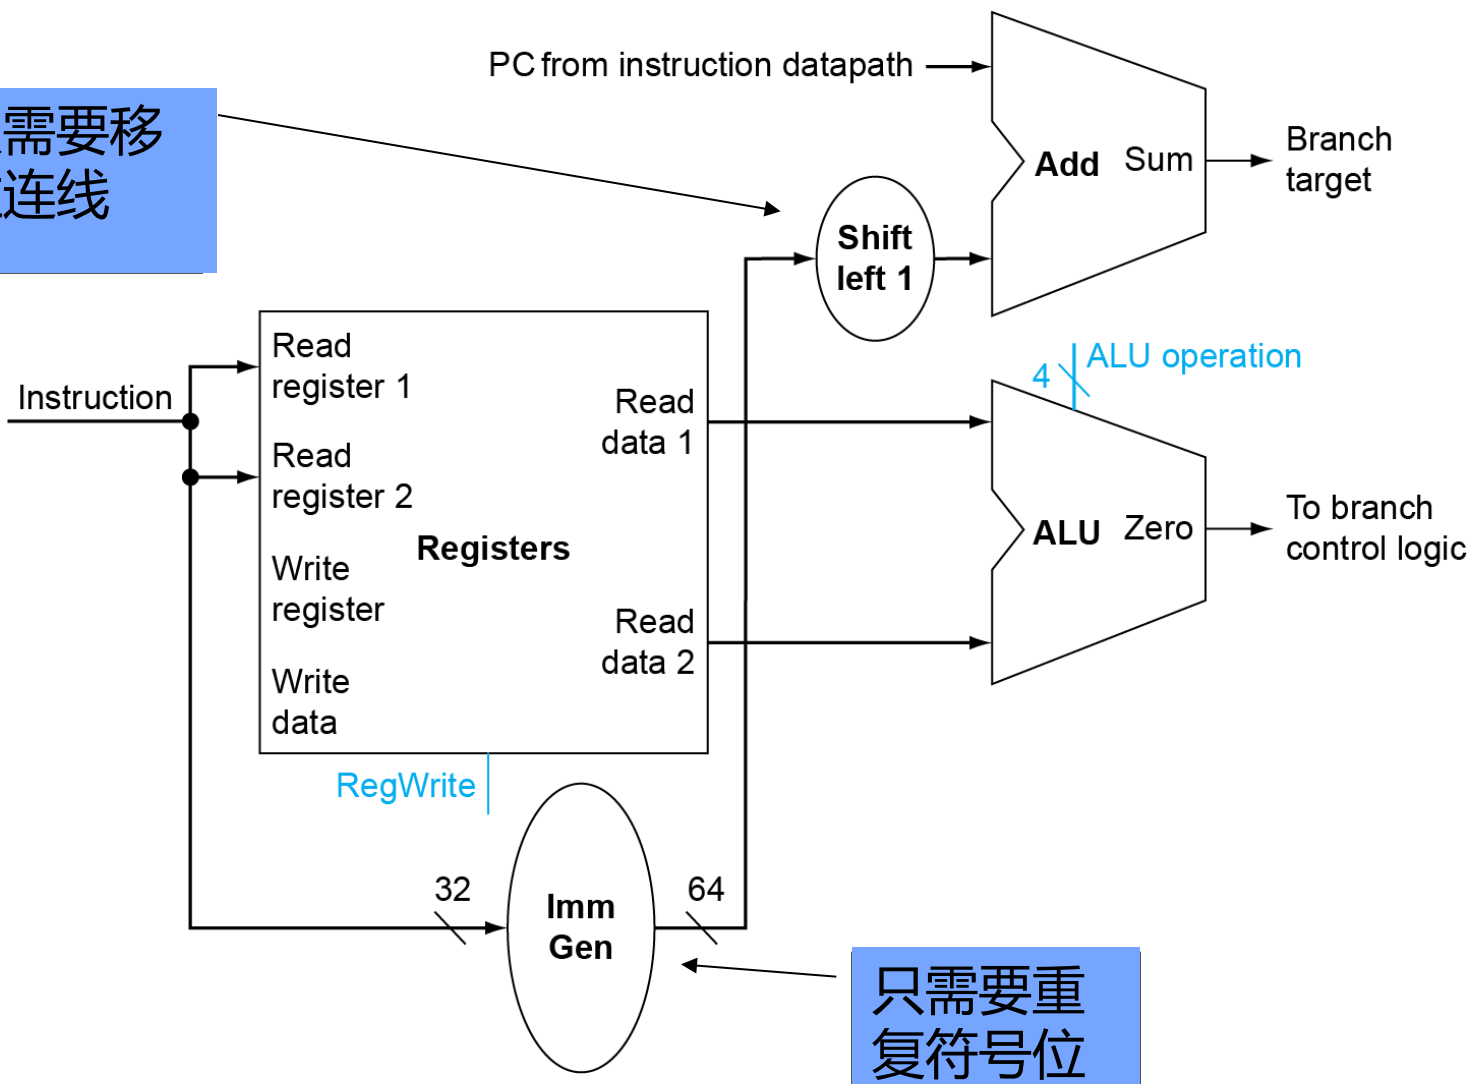 PC from instruction datapath
需要移
连线
Add
Sum
Branch
target
Shift
left 1
Instruction
Read
register 1
Read
register 2
Registers
Write
register
Write
data
Read
data 1
Read
data 2
4
ALU operation
ALU
Zero
To branch
control logic
RegWrite
32
Imm
Gen
64
只需要重
复符号位